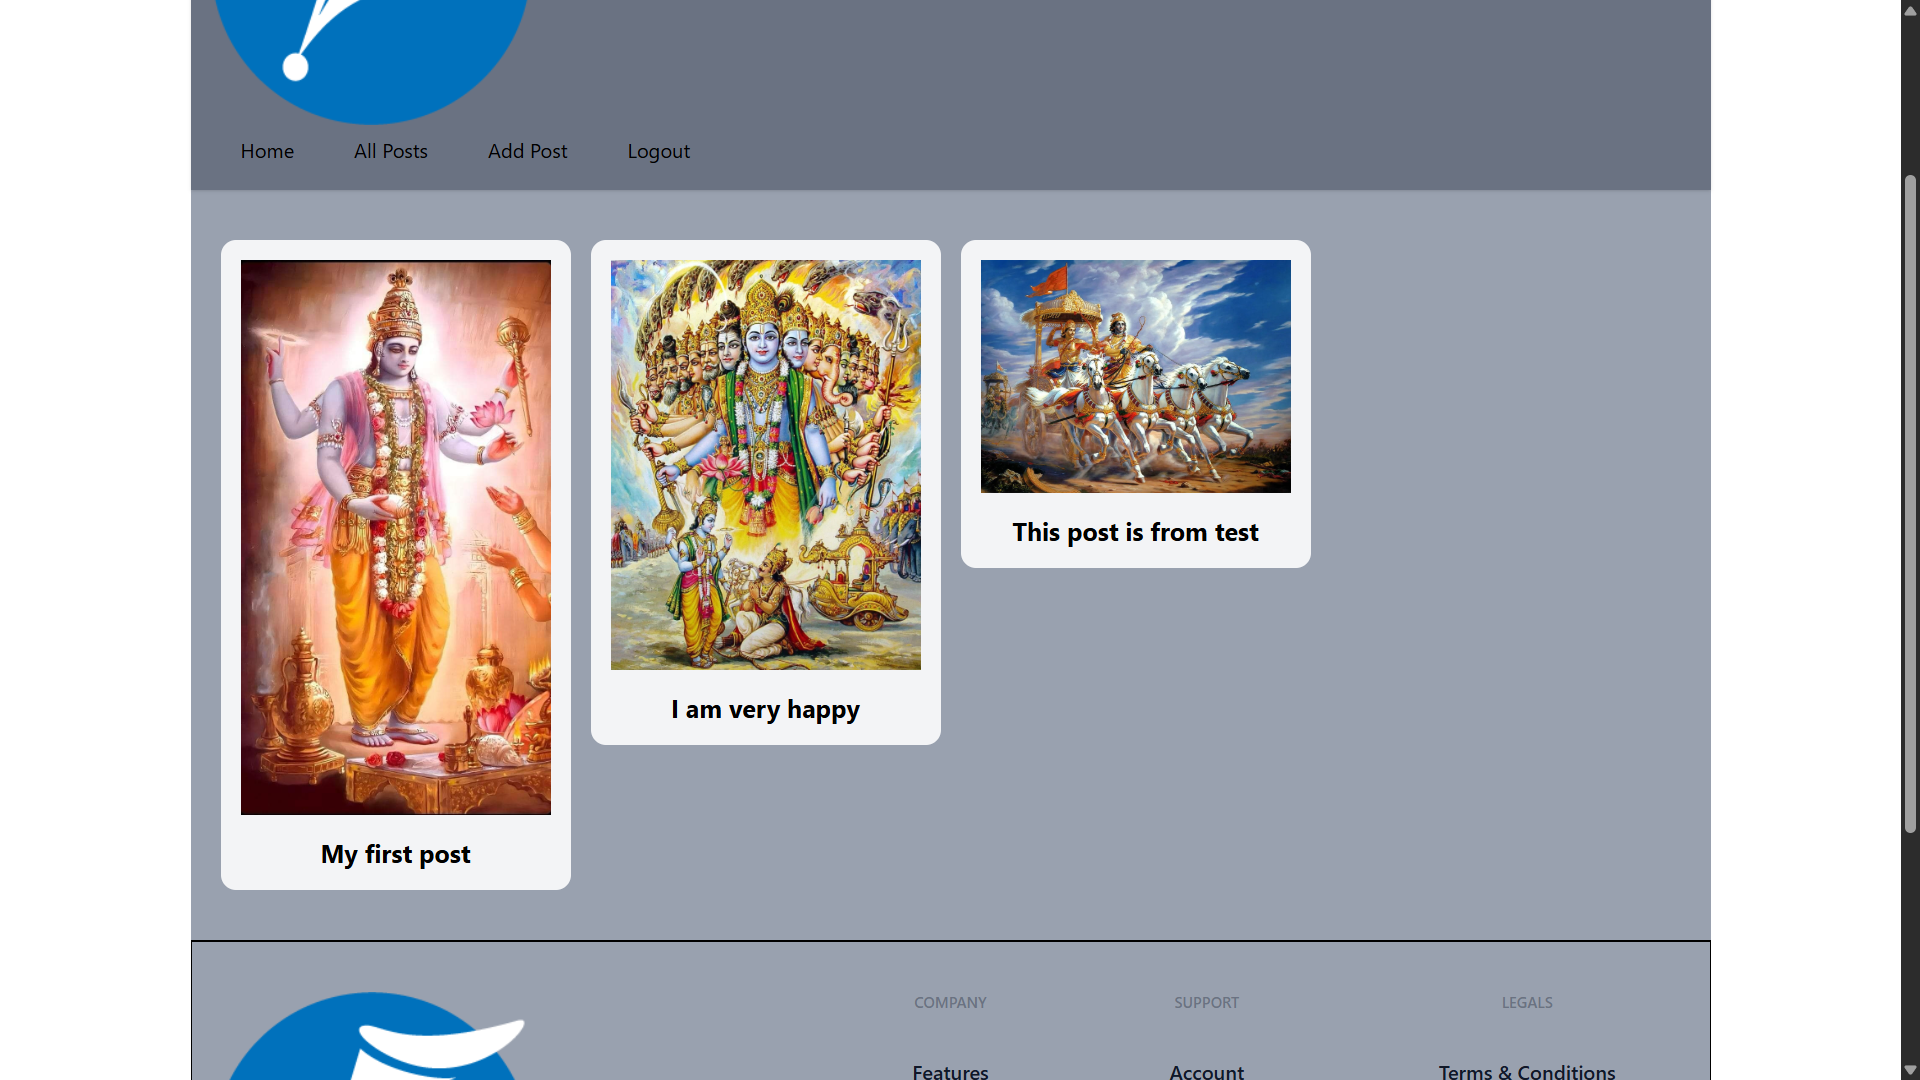 Home All Posts Add Post Logout
My first post
I am very happy
This post is from test
COMPANY SUPPORT LEGALS
Features Account Terms & Conditions